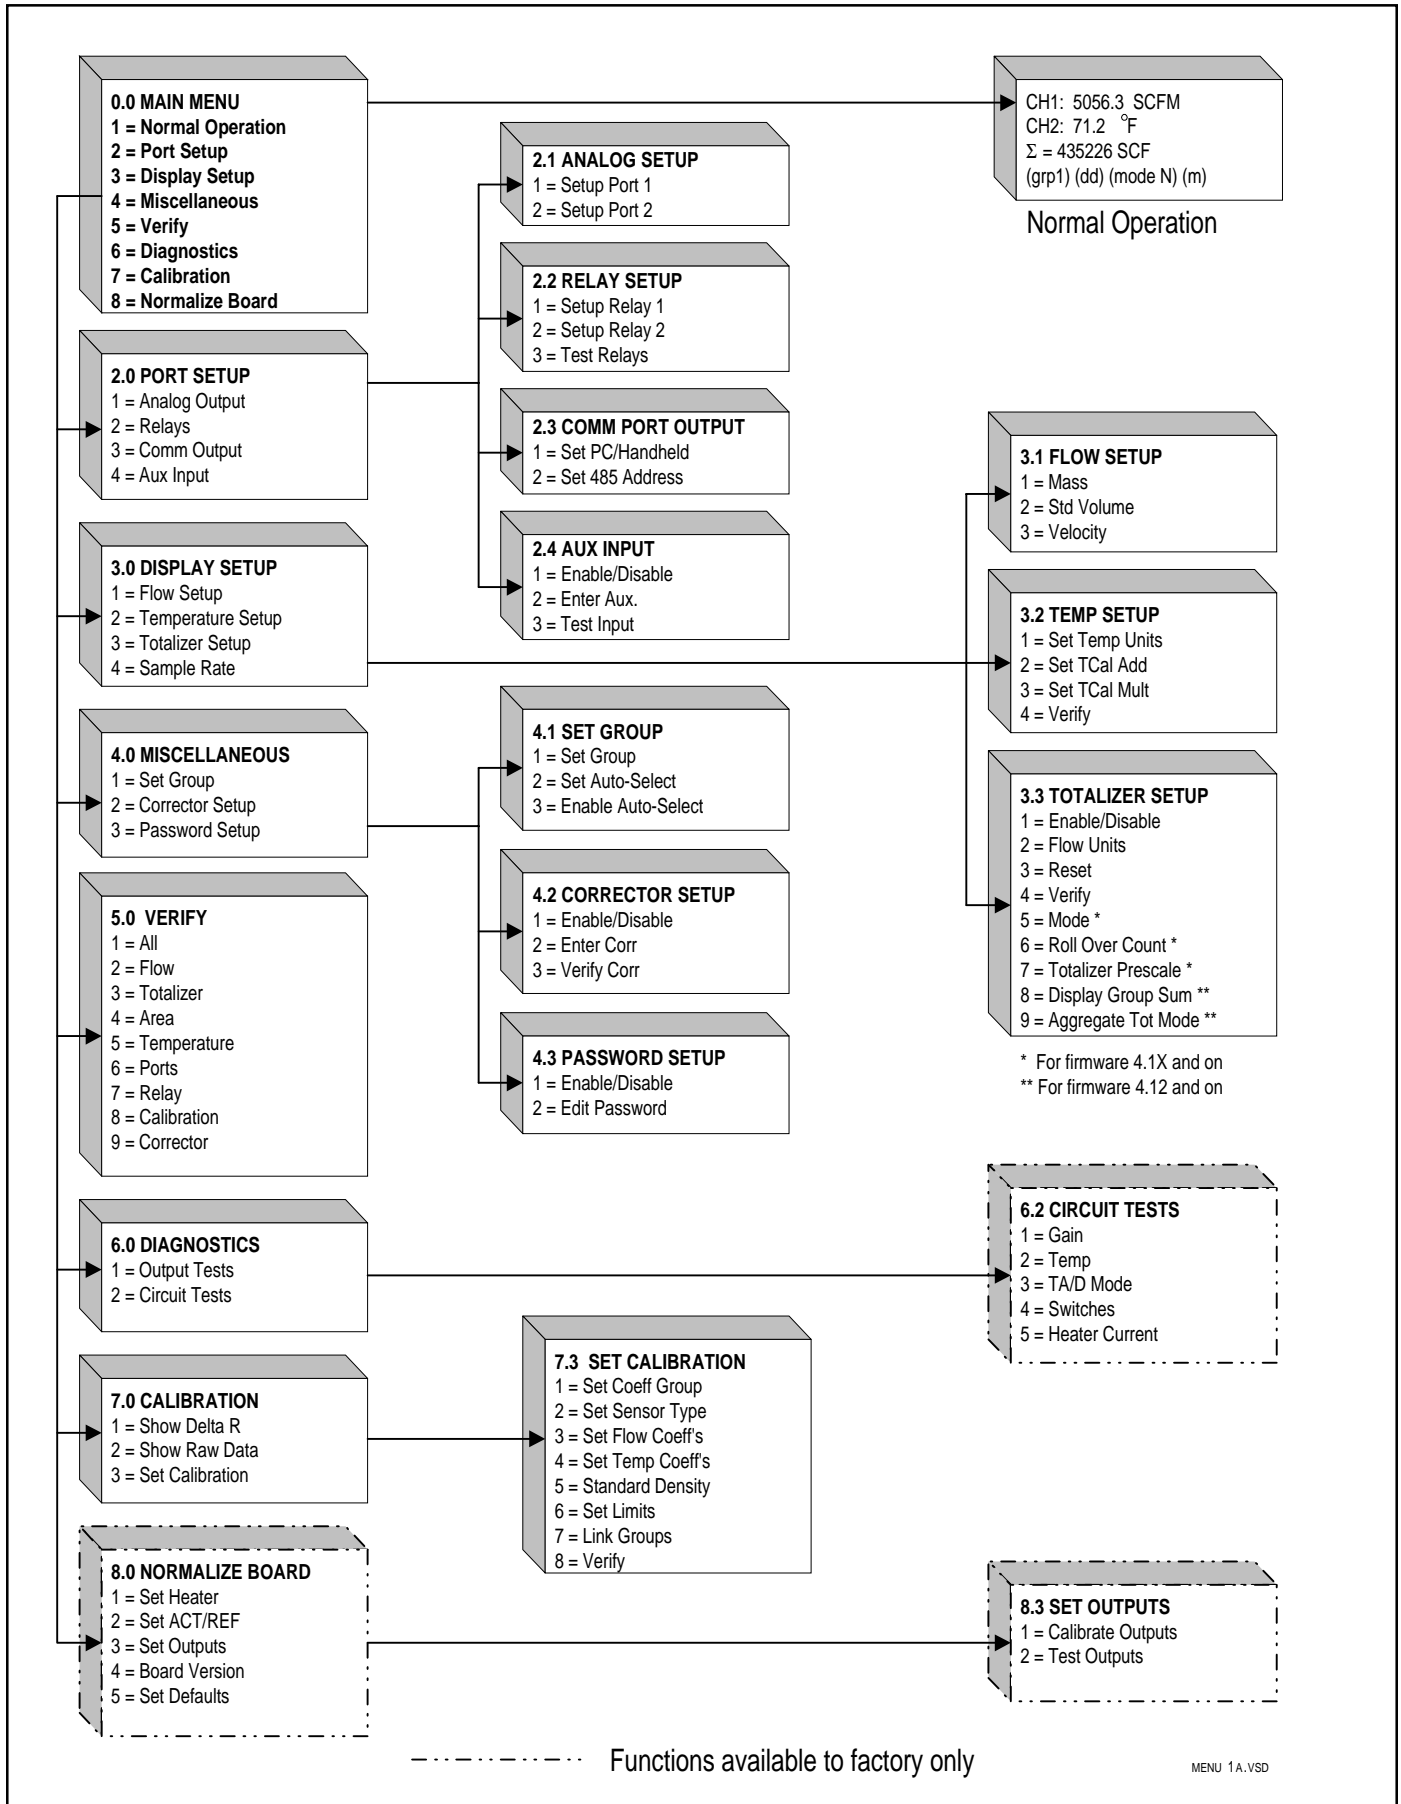 0.0 MAIN MENU
1 = Normal Operation
2 = Port Setup
3 = Display Setup
4 = Miscellaneous
5 = Verify
6 = Diagnostics
7 = Calibration
8 = Normalize Board
CH1: 5056.3 SCFM
CH2: 71.2 °F
Σ = 435226 SCF
(grp1) (dd) (mode N) (m)
Normal Operation
2.0 PORT SETUP
1 = Analog Output
2 = Relays
3 = Comm Output
4 = Aux Input
2.1 ANALOG SETUP
1 = Setup Port 1
2 = Setup Port 2
2.2 RELAY SETUP
1 = Setup Relay 1
2 = Setup Relay 2
3 = Test Relays
2.3 COMM PORT OUTPUT
1 = Set PC/Handheld
2 = Set 485 Address
2.4 AUX INPUT
1 = Enable/Disable
2 = Enter Aux.
3 = Test Input
3.0 DISPLAY SETUP
1 = Flow Setup
2 = Temperature Setup
3 = Totalizer Setup
4 = Sample Rate
3.1 FLOW SETUP
1 = Mass
2 = Std Volume
3 = Velocity
3.2 TEMP SETUP
1 = Set Temp Units
2 = Set TCal Add
3 = Set TCal Mult
4 = Verify
3.3 TOTALIZER SETUP
1 = Enable/Disable
2 = Flow Units
3 = Reset
4 = Verify
5 = Mode *
6 = Roll Over Count *
7 = Totalizer Prescale *
8 = Display Group Sum **
9 = Aggregate Tot Mode **
* For firmware 4.1X and on
** For firmware 4.12 and on
4.0 MISCELLANEOUS
1 = Set Group
2 = Corrector Setup
3 = Password Setup
4.1 SET GROUP
1 = Set Group
2 = Set Auto-Select
3 = Enable Auto-Select
4.2 CORRECTOR SETUP
1 = Enable/Disable
2 = Enter Corr
3 = Verify Corr
4.3 PASSWORD SETUP
1 = Enable/Disable
2 = Edit Password
5.0 VERIFY
1 = All
2 = Flow
3 = Totalizer
4 = Area
5 = Temperature
6 = Ports
7 = Relay
8 = Calibration
9 = Corrector
6.0 DIAGNOSTICS
1 = Output Tests
2 = Circuit Tests
6.2 CIRCUIT TESTS
1 = Gain
2 = Temp
3 = TA/D Mode
4 = Switches
5 = Heater Current
7.0 CALIBRATION
1 = Show Delta R
2 = Show Raw Data
3 = Set Calibration
7.3 SET CALIBRATION
1 = Set Coeff Group
2 = Set Sensor Type
3 = Set Flow Coeff's
4 = Set Temp Coeff's
5 = Standard Density
6 = Set Limits
7 = Link Groups
8 = Verify
8.0 NORMALIZE BOARD
1 = Set Heater
2 = Set ACT/REF
3 = Set Outputs
4 = Board Version
5 = Set Defaults
8.3 SET OUTPUTS
1 = Calibrate Outputs
2 = Test Outputs
Functions available to factory only
MENU 1A.VSD